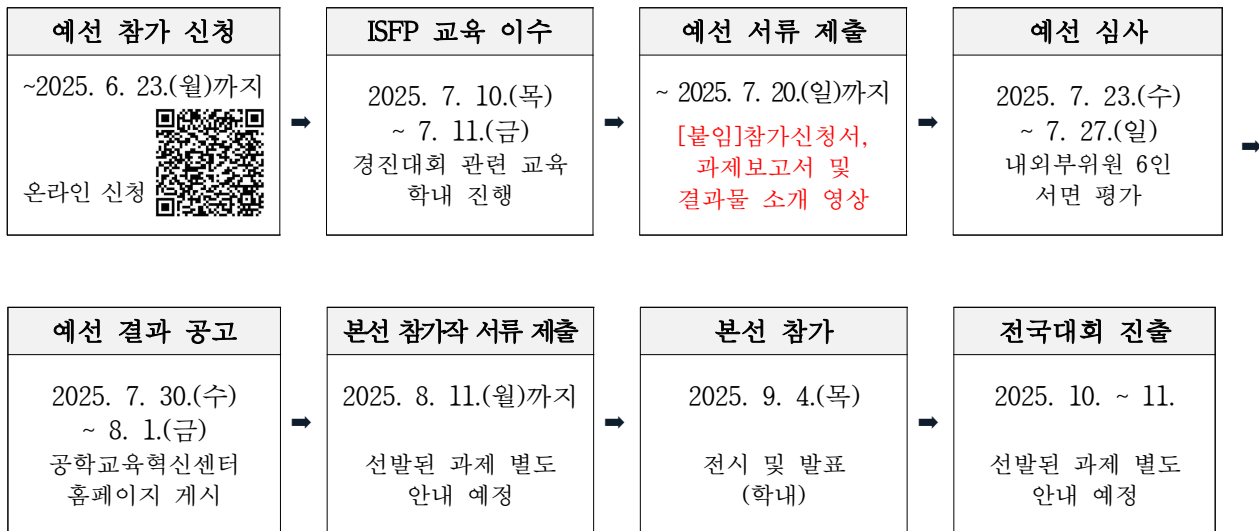 예선 참가 신청
~2025. 6. 23.(월)까지
온라인 신청
ISFP 교육 이수
2025. 7. 10.(목)
~ 7. 11.(금)
경진대회 관련 교육
학내 진행
예선 서류 제출
~ 2025. 7. 20.(일)까지
[붙임]참가신청서,
과제보고서 및
결과물 소개 영상
예선 심사
2025. 7. 23.(수)
~ 7. 27.(일)
내외부위원 6인
서면 평가
예선 결과 공고
2025. 7. 30.(수)
~ 8. 1.(금)
공학교육혁신센터
홈페이지 게시
본선 참가작 서류 제출
2025. 8. 11.(월)까지
선발된 과제 별도
안내 예정
본선 참가
2025. 9. 4.(목)
전시 및 발표
(학내)
전국대회 진출
2025. 10. ~ 11.
선발된 과제 별도
안내 예정